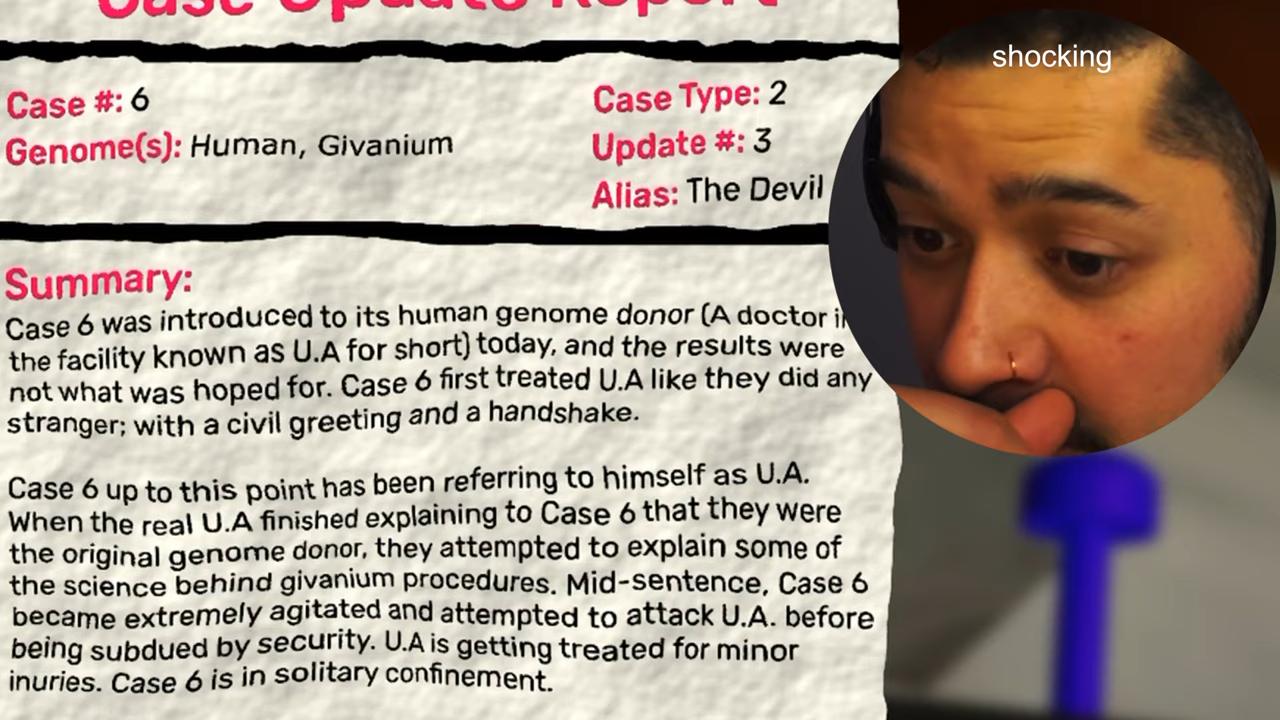 Case Update Report
shocking
Case #: 6
Genome(s): Human, Givanium
Case Type: 2
Update #: 3
Alias: The Devil
Summary:
Case 6 was introduced to its human genome donor (A doctor
the facility known as U.A for short) today, and the results were
not what was hoped for. Case 6 first treated U.A like they did any
stranger; with a civil greeting and a handshake.
Case 6 up to this point has been referring to himself as U.A.
When the real U.A finished explaining to Case 6 that they were
the original genome donor, they attempted to explain some of
the science behind givanium procedures. Mid-sentence, Case 6
became extremely agitated and attempted to attack U.A. before
being subdued by security. U.A is getting treated for minor
inuries. Case 6 is in solitary confinement.